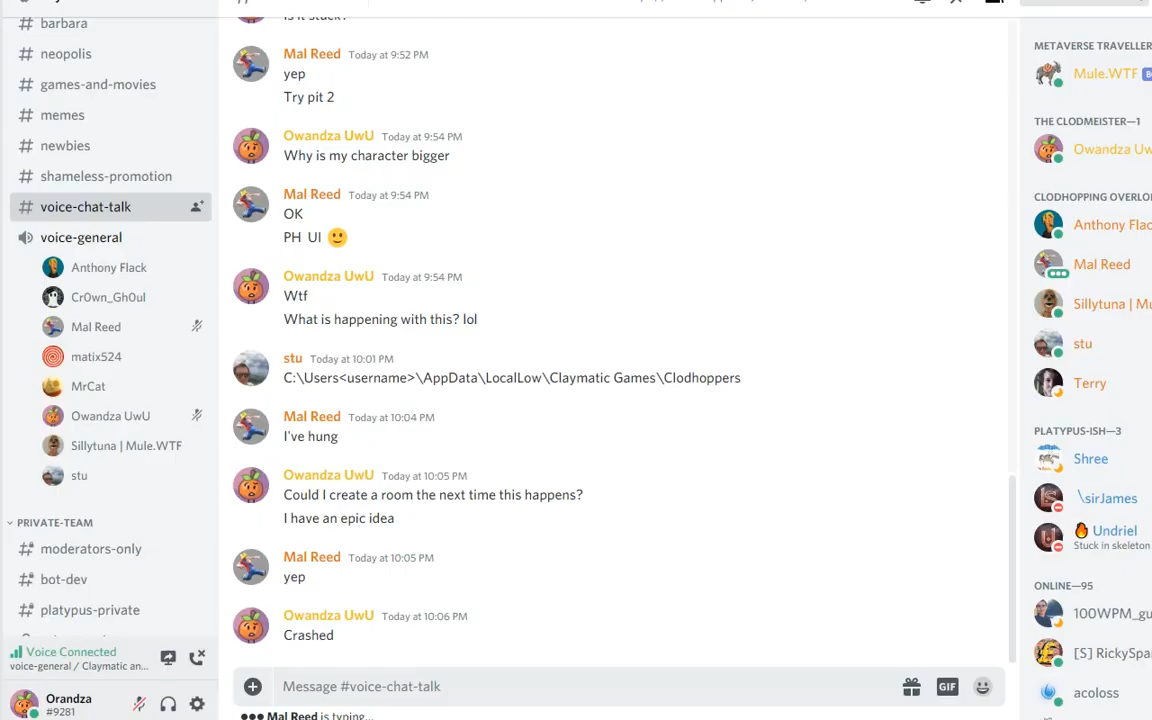 barbara
neopolis
games-and-movies
memes
newbies
shameless-promotion
voice-chat-talk
voice-general
Anthony Flack
Cr0wn_Gh0ul
Mal Reed
matix524
MrCat
Owandza UwU
Sillytuna | Mule.WTF
stu
PRIVATE-TEAM
moderators-only
bot-dev
platypus-private
Voice Connected
voice-general / Claymatic an...
Orandza
#9281
Is it stuck?
Mal Reed Today at 9:52 PM
yep
Try pit 2
Owandza UwU Today at 9:54 PM
Why is my character bigger
Mal Reed Today at 9:54 PM
OK
PH UI
Owandza UwU Today at 9:54 PM
Wtf
What is happening with this? lol
stu Today at 10:01 PM
C:\Users<username>\AppData\LocalLow\Claymatic Games\Clodhoppers
Mal Reed Today at 10:04 PM
I've hung
Owandza UwU Today at 10:05 PM
Could I create a room the next time this happens?
I have an epic idea
Mal Reed Today at 10:05 PM
yep
Owandza UwU Today at 10:06 PM
Crashed
Message #voice-chat-talk
GIF
Mal Reed is typing...
METAVERSE TRAVELLER
Mule.WTF
THE CLODMEISTER—1
Owandza Uw
CLODHOPPING OVERLO
Anthony Flac
Mal Reed
Sillytuna | Mu
stu
Terry
PLATYPUS-ISH—3
Shree
\sirJames
Undriel
Stuck in skeleton
ONLINE—95
100WPM_gu
[S] RickySpa
acoloss